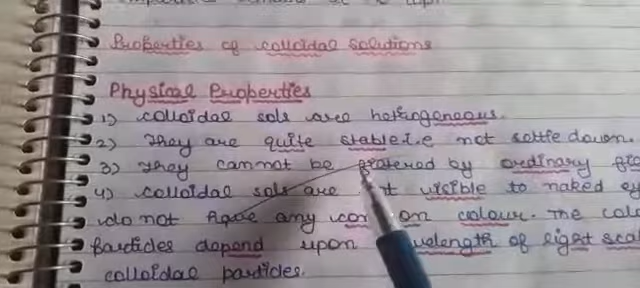 Properties of colloidal solutions
Physical Properties
1) colloidal sols are hetrogeneous.
2) They are quite stable i.e not settle down.
3) They cannot be filtered by ordinary
4) colloidal sols are visible to naked
do not have any on colour. The
Particles depend upon of light
colloidal particles.